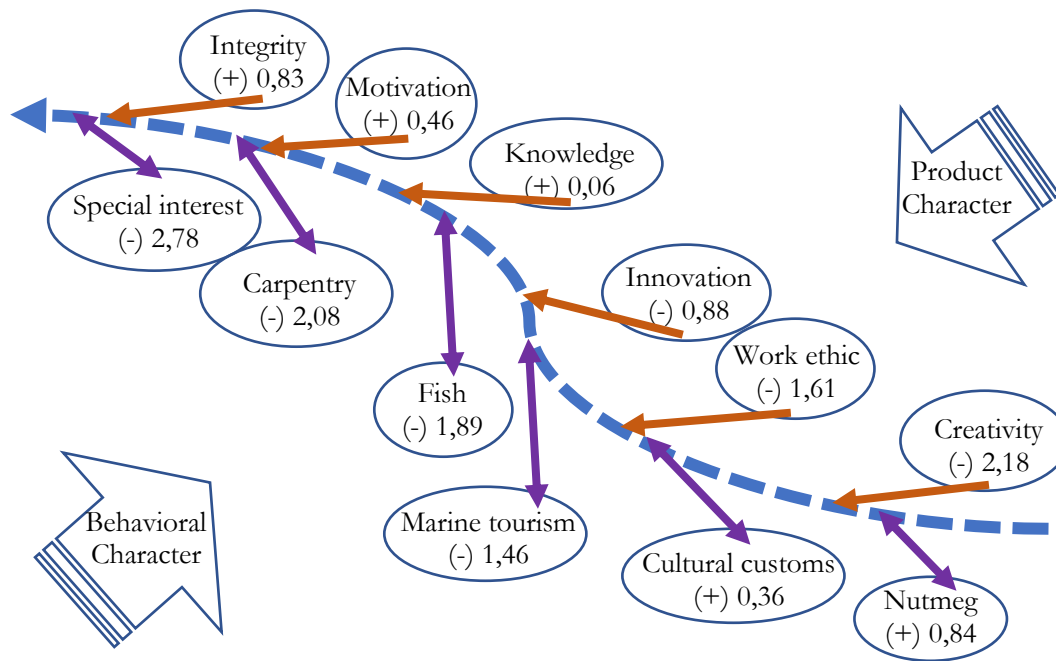 Integrity
(+) 0,83
Motivation
(+) 0,46
Knowledge
(+) 0,06
Product
Character
Special interest
(-) 2,78
Carpentry
(-) 2,08
Innovation
(-) 0,88
Work ethic
(-) 1,61
Fish
(-) 1,89
Creativity
(-) 2,18
Behavioral
Character
Marine tourism
(-) 1,46
Cultural customs
(+) 0,36
Nutmeg
(+) 0,84